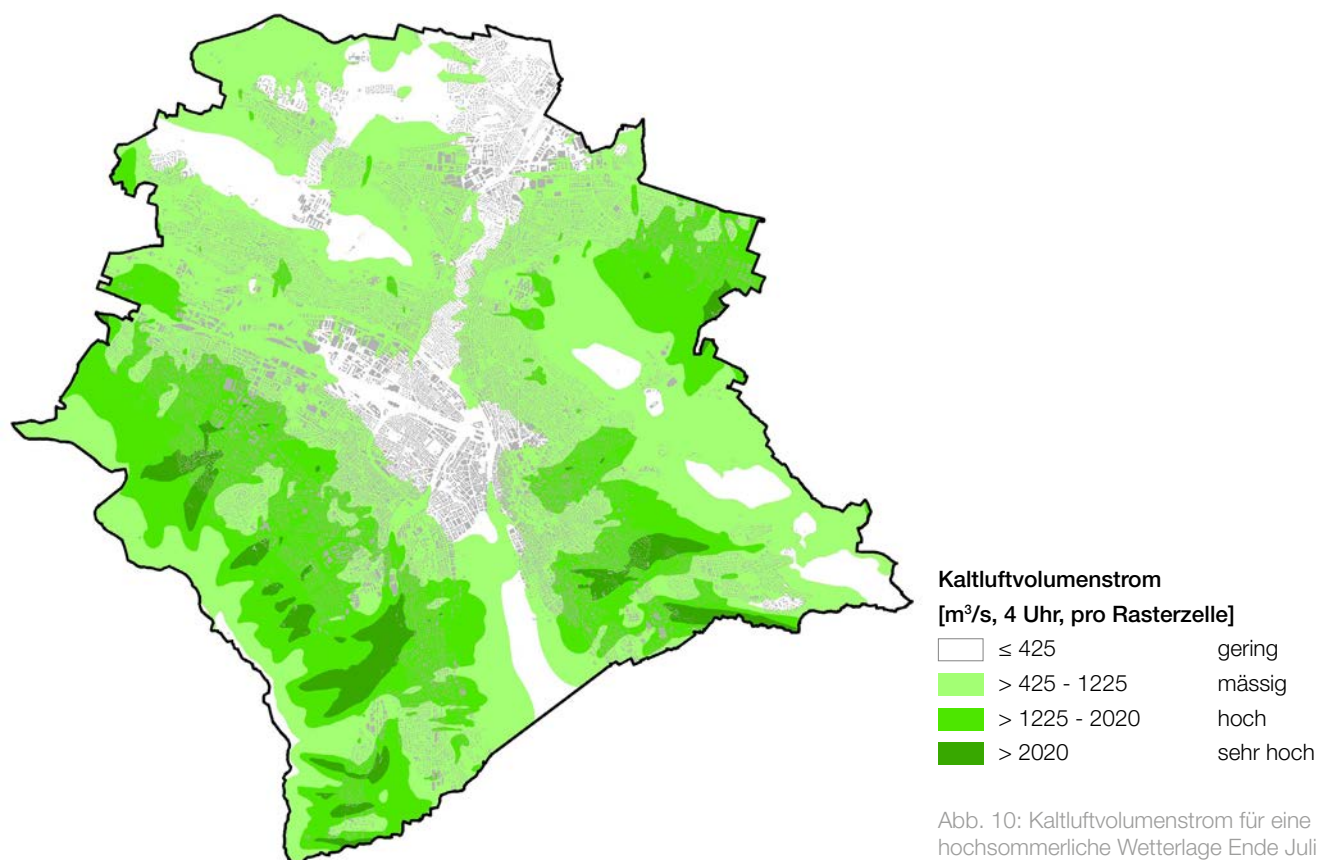 Kaltluftvolumenstrom
[m³/s, 4 Uhr, pro Rasterzelle]
≤ 425 gering
> 425 - 1225 mässig
> 1225 - 2020 hoch
> 2020 sehr hoch
Abb. 10: Kaltluftvolumenstrom für eine
hochsommerliche Wetterlage Ende Juli